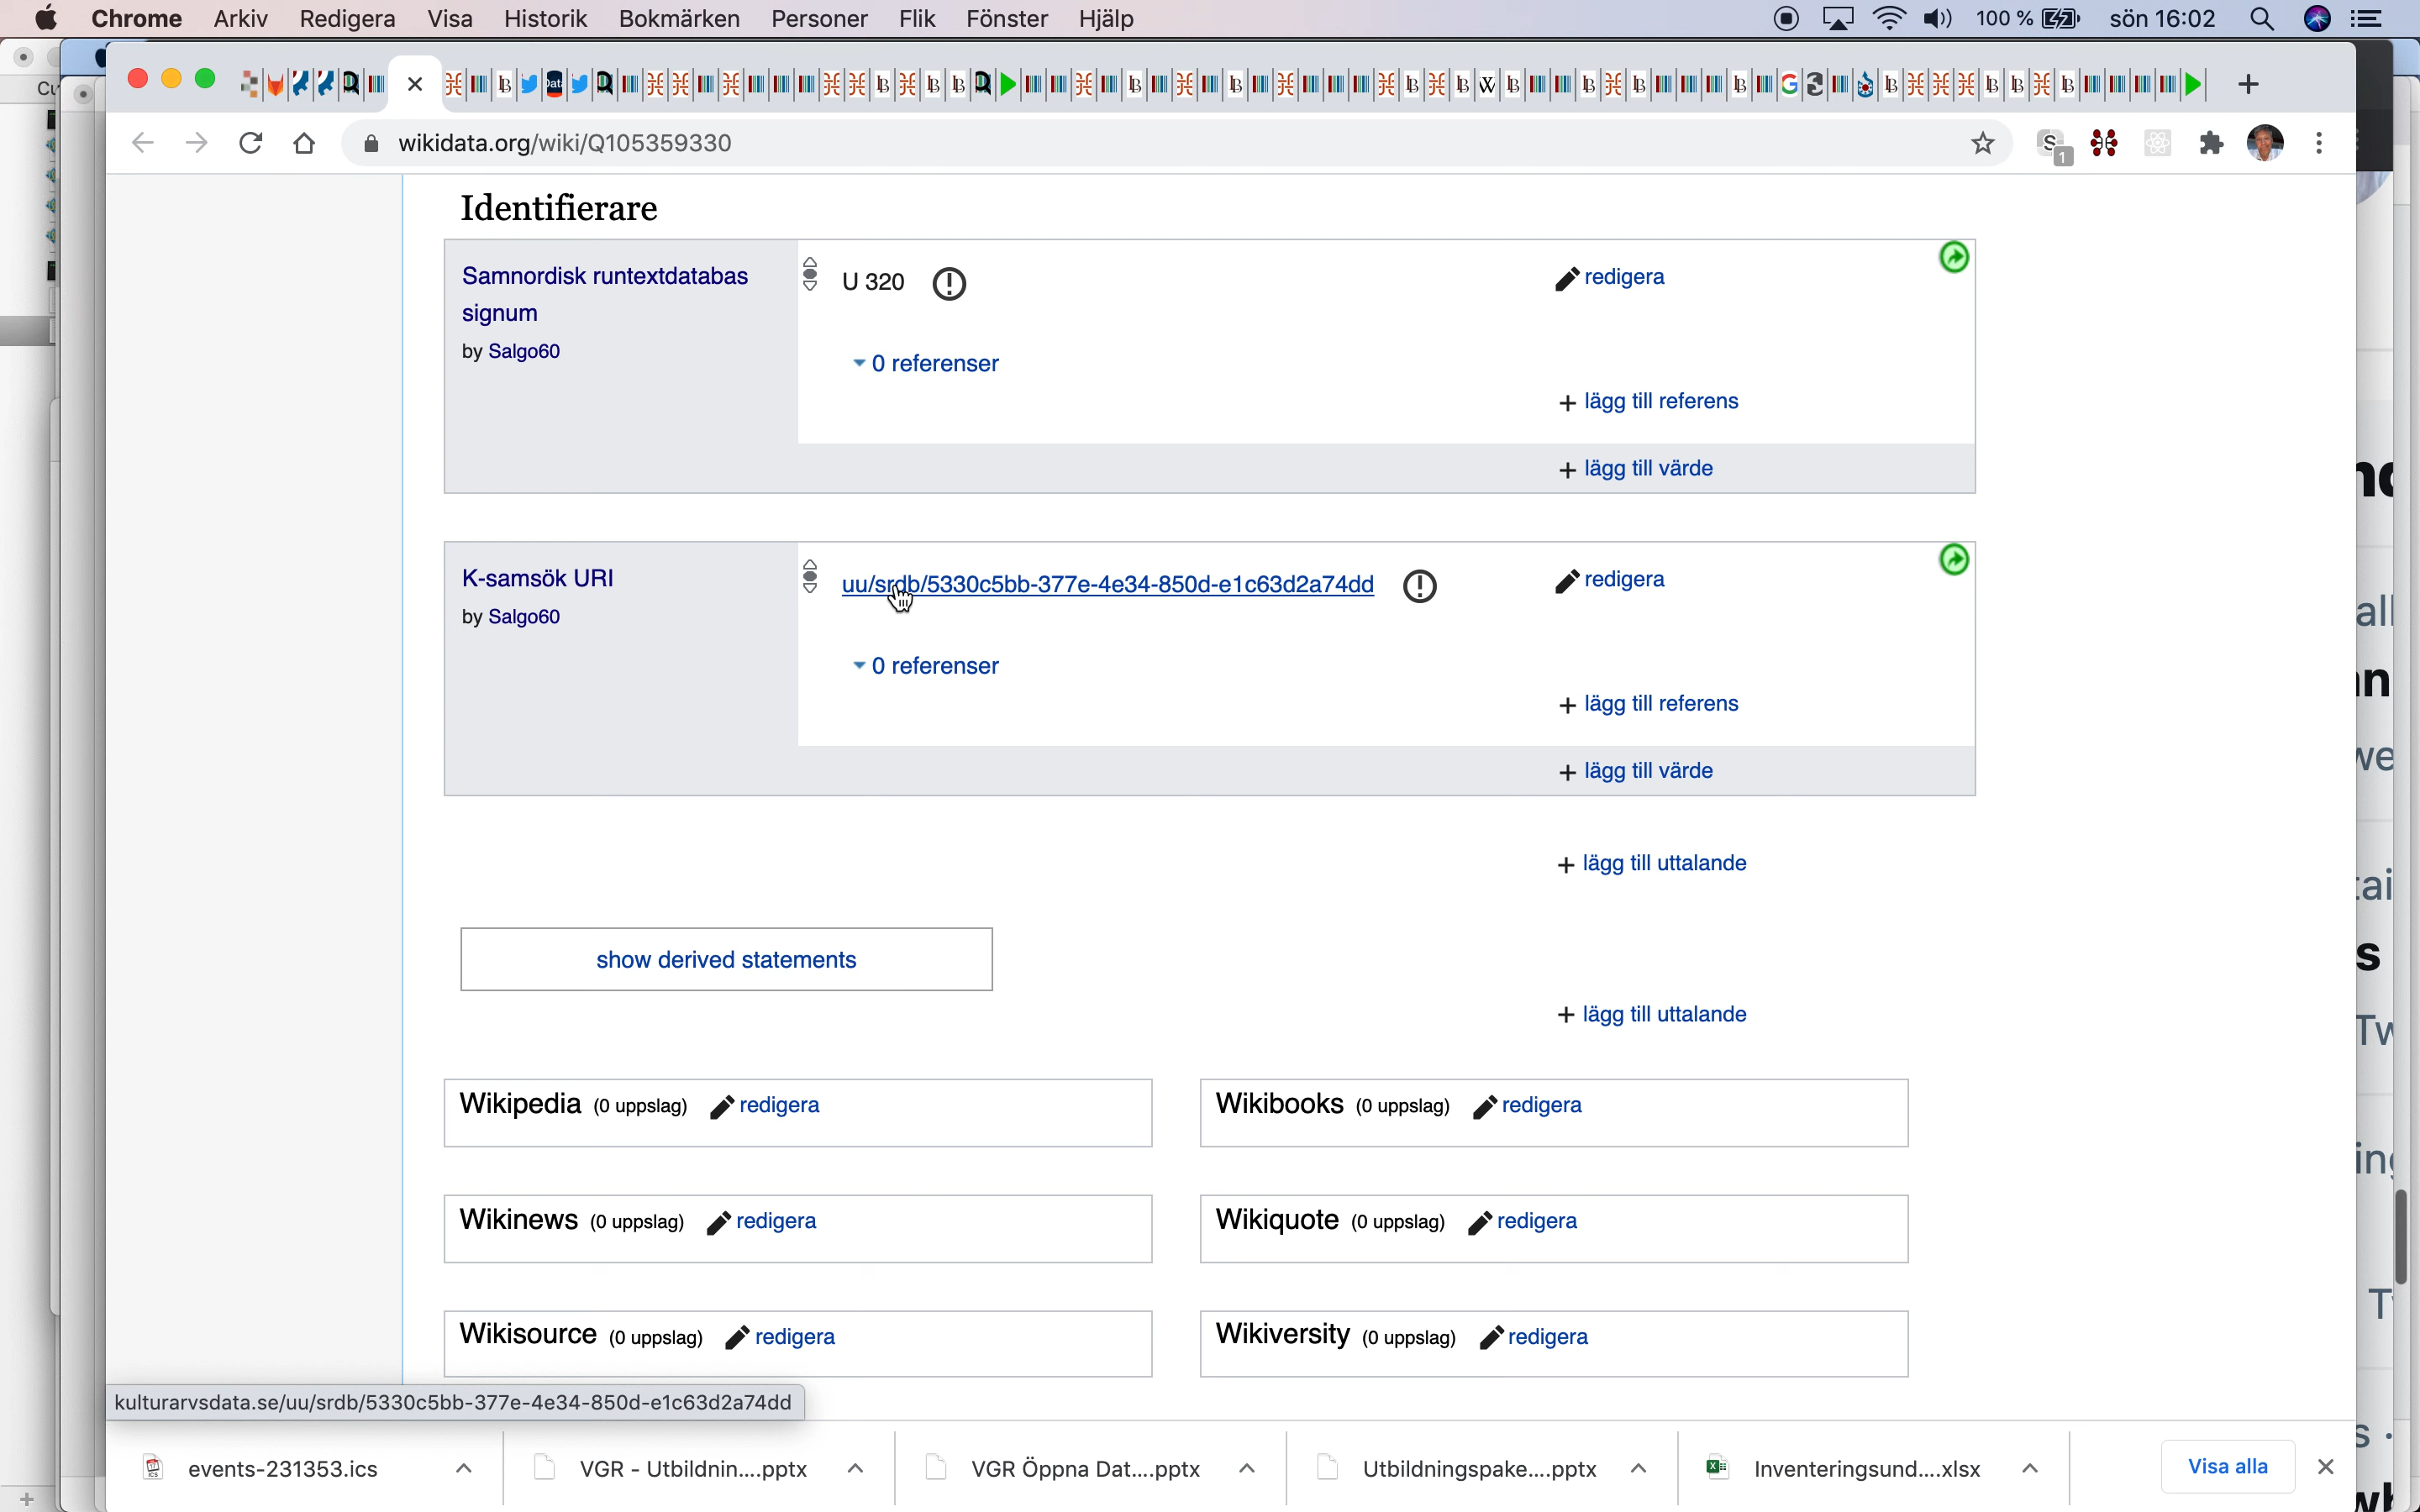 Chrome Arkiv Redigera Visa Historik Bokmärken Personer Flik Fönster Hjälp 100 % sön 16:02
wikidata.org/wiki/Q105359330
Identifierare
Samnordisk runtextdatabas
signum
by Salgo60
U 320
redigera
0 referenser
+ lägg till referens
+ lägg till värde
K-samsök URI
by Salgo60
uu/srdb/5330c5bb-377e-4e34-850d-e1c63d2a74dd
redigera
0 referenser
+ lägg till referens
+ lägg till värde
+ lägg till uttalande
show derived statements
+ lägg till uttalande
Wikipedia (0 uppslag) redigera
Wikibooks (0 uppslag) redigera
Wikinews (0 uppslag) redigera
Wikiquote (0 uppslag) redigera
Wikisource (0 uppslag) redigera
Wikiversity (0 uppslag) redigera
kulturarvsdata.se/uu/srdb/5330c5bb-377e-4e34-850d-e1c63d2a74dd
events-231353.ics
VGR - Utbildnin....pptx
VGR Öppna Dat....pptx
Utbildningspake....pptx
Inventeringsund....xlsx
Visa alla